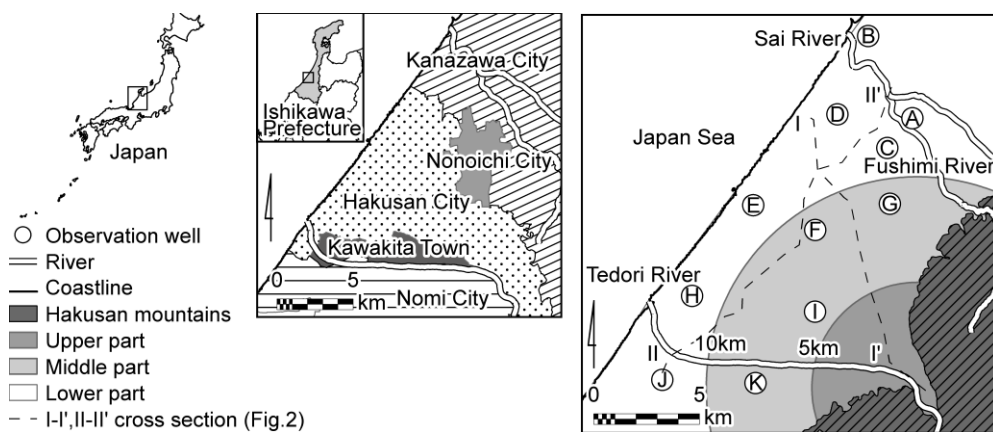 Japan
Observation well
River
Coastline
Hakusan mountains
Upper part
Middle part
Lower part
I-I',II-II' cross section (Fig.2)
Ishikawa
Prefecture
Kanazawa City
Nonoichi City
Hakusan City
Kawakita Town
Nomi City
0 5
km
Sai River
B
II'
I
D
A
Japan Sea
C
Fushimi River
E
G
F
Tedori River
H
I
10km
5km
II
I'
J
K
0 5
km